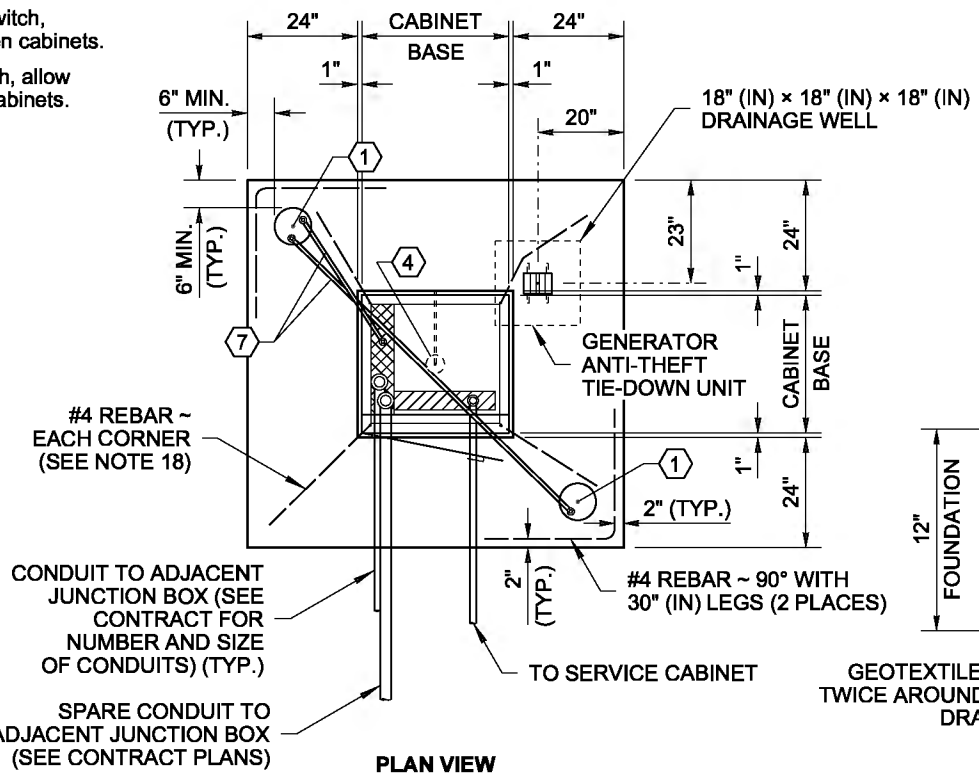 witch,
en cabinets.
h, allow
abinets.
24"
CABINET
BASE
24"
1"
1"
6" MIN.
(TYP.)
20"
18" (IN) × 18" (IN) × 18" (IN)
DRAINAGE WELL
1
6" MIN.
(TYP.)
23"
24"
4
1"
7
GENERATOR
ANTI-THEFT
TIE-DOWN UNIT
CABINET
BASE
#4 REBAR ~
EACH CORNER
(SEE NOTE 18)
1
1"
2" (TYP.)
24"
12"
FOUNDATION
CONDUIT TO ADJACENT
JUNCTION BOX (SEE
CONTRACT FOR
NUMBER AND SIZE
OF CONDUITS) (TYP.)
2"
(TYP.)
#4 REBAR ~ 90° WITH
30" (IN) LEGS (2 PLACES)
TO SERVICE CABINET
GEOTEXTILE
TWICE AROUND
DRA
SPARE CONDUIT TO
ADJACENT JUNCTION BOX
(SEE CONTRACT PLANS)
PLAN VIEW